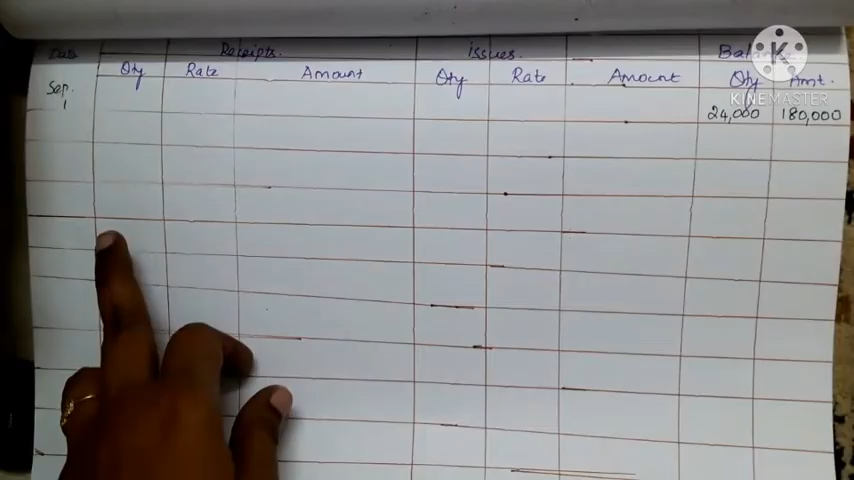 Date Receipts. Issues. Bal
Qty Rate Amount Qty Rate Amount Qty Amt.
Sep.
1 24,000 180,000
KINEMASTER